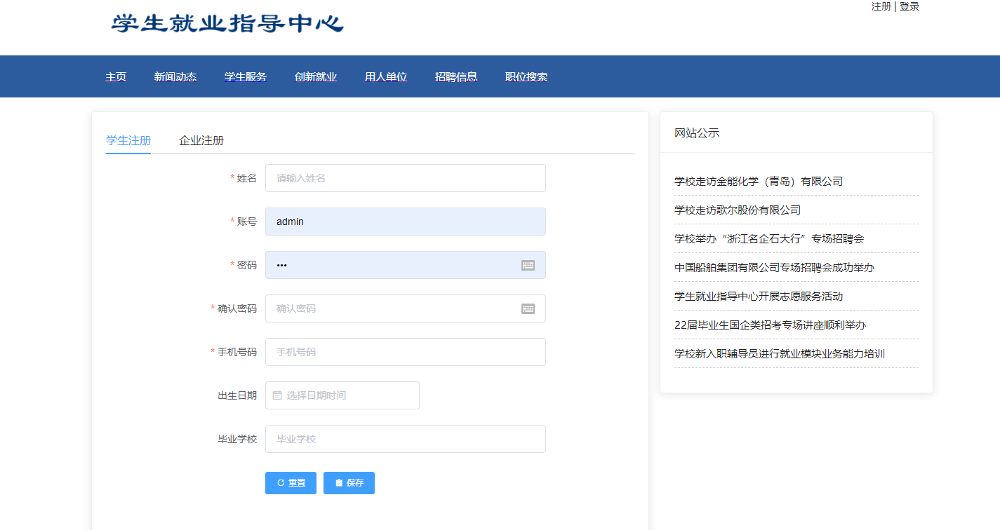 注册 | 登录
学生就业指导中心
主页 新闻动态 学生服务 创新就业 用人单位 招聘信息 职位搜索
学生注册 企业注册
* 姓名 请输入姓名
* 账号 admin
* 密码 •••
* 确认密码 确认密码
* 手机号码 手机号码
出生日期 选择日期时间
毕业学校 毕业学校
重置 保存
网站公示
学校走访金能化学（青岛）有限公司
学校走访歌尔股份有限公司
学校举办“浙江名企石大行”专场招聘会
中国船舶集团有限公司专场招聘会成功举办
学生就业指导中心开展志愿服务活动
22届毕业生国企类招考专场讲座顺利举办
学校新入职辅导员进行就业模块业务能力培训